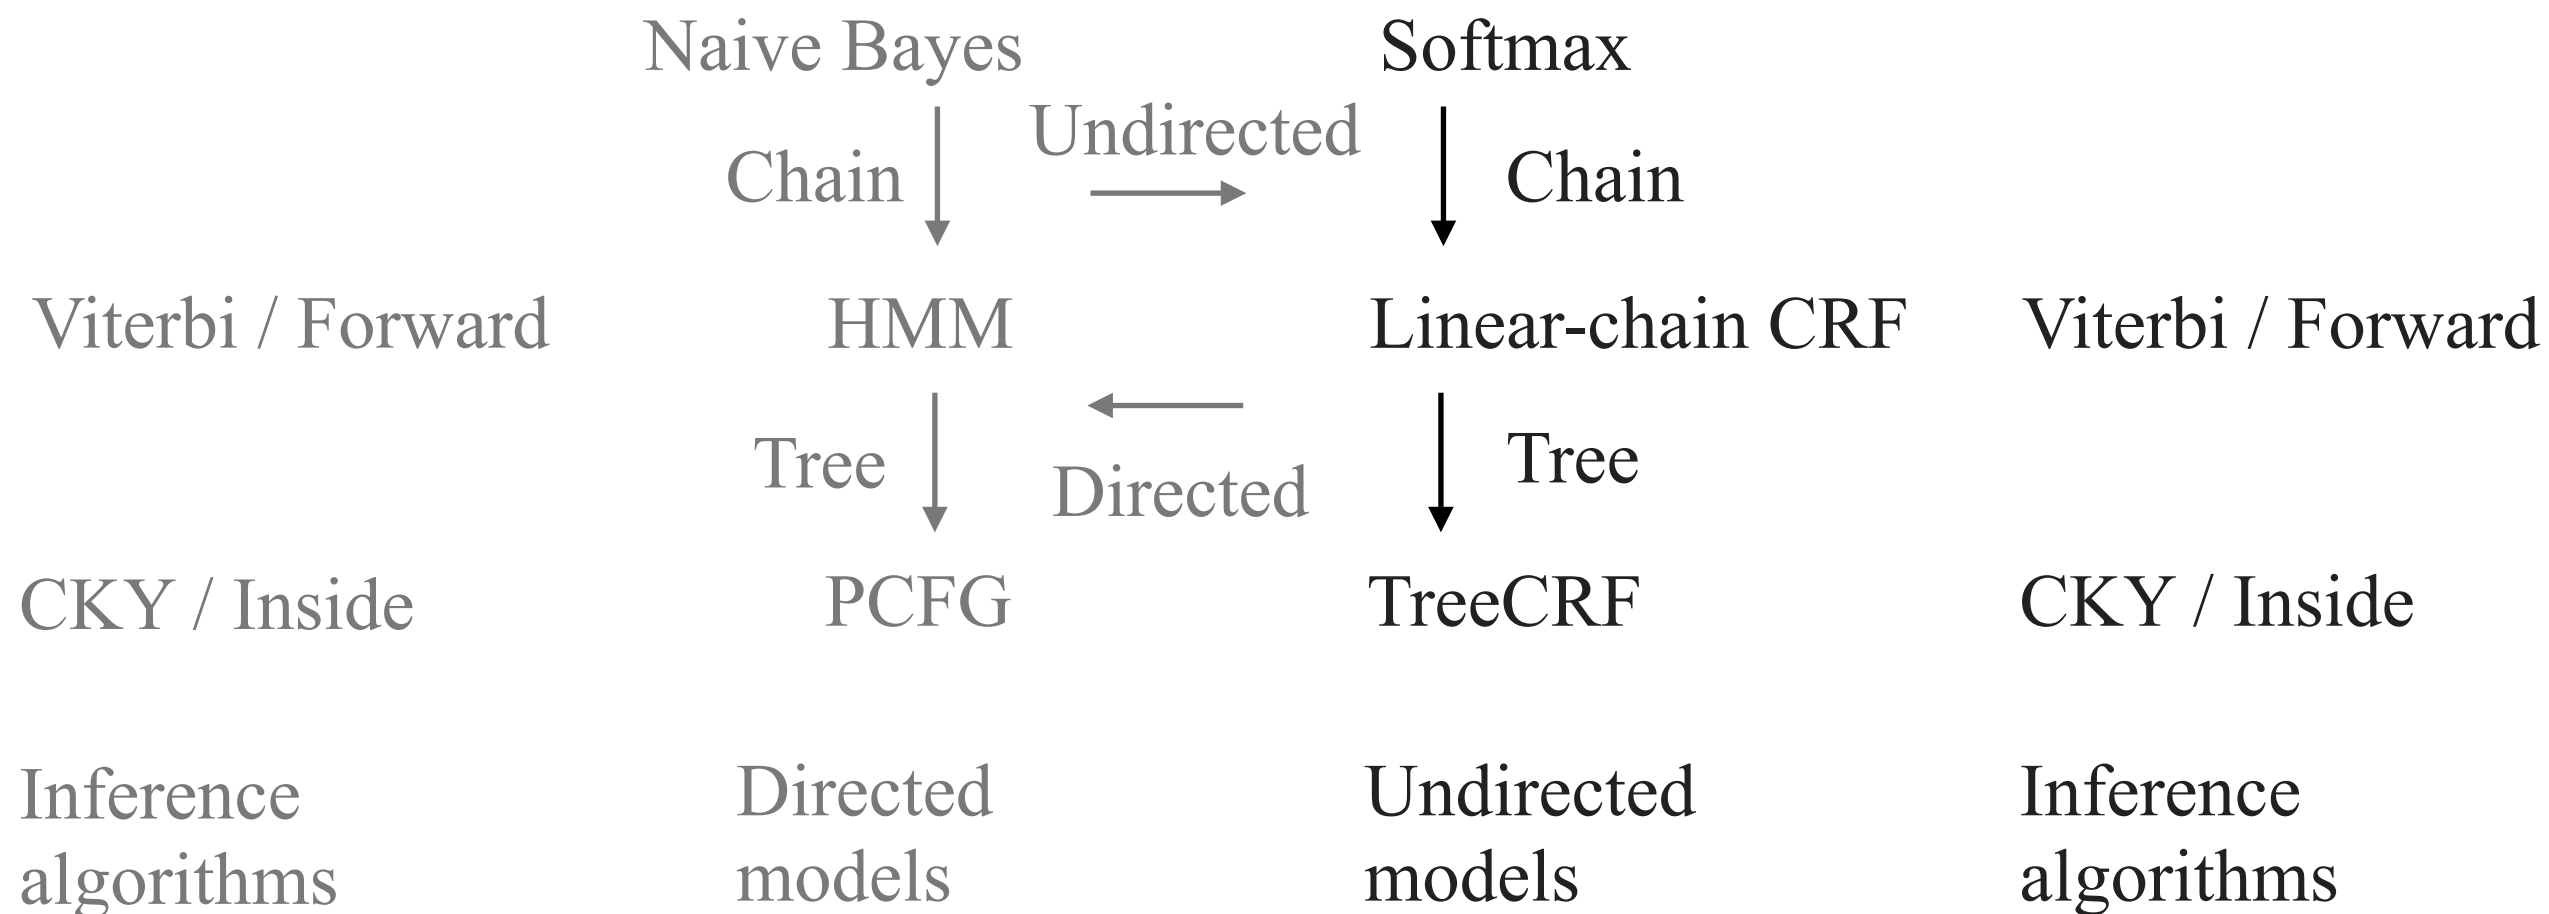 Naive Bayes Softmax
Undirected
Chain Chain
Viterbi / Forward HMM Linear-chain CRF Viterbi / Forward
Tree Tree
Directed
CKY / Inside PCFG TreeCRF CKY / Inside
Inference Directed Undirected Inference
algorithms models models algorithms